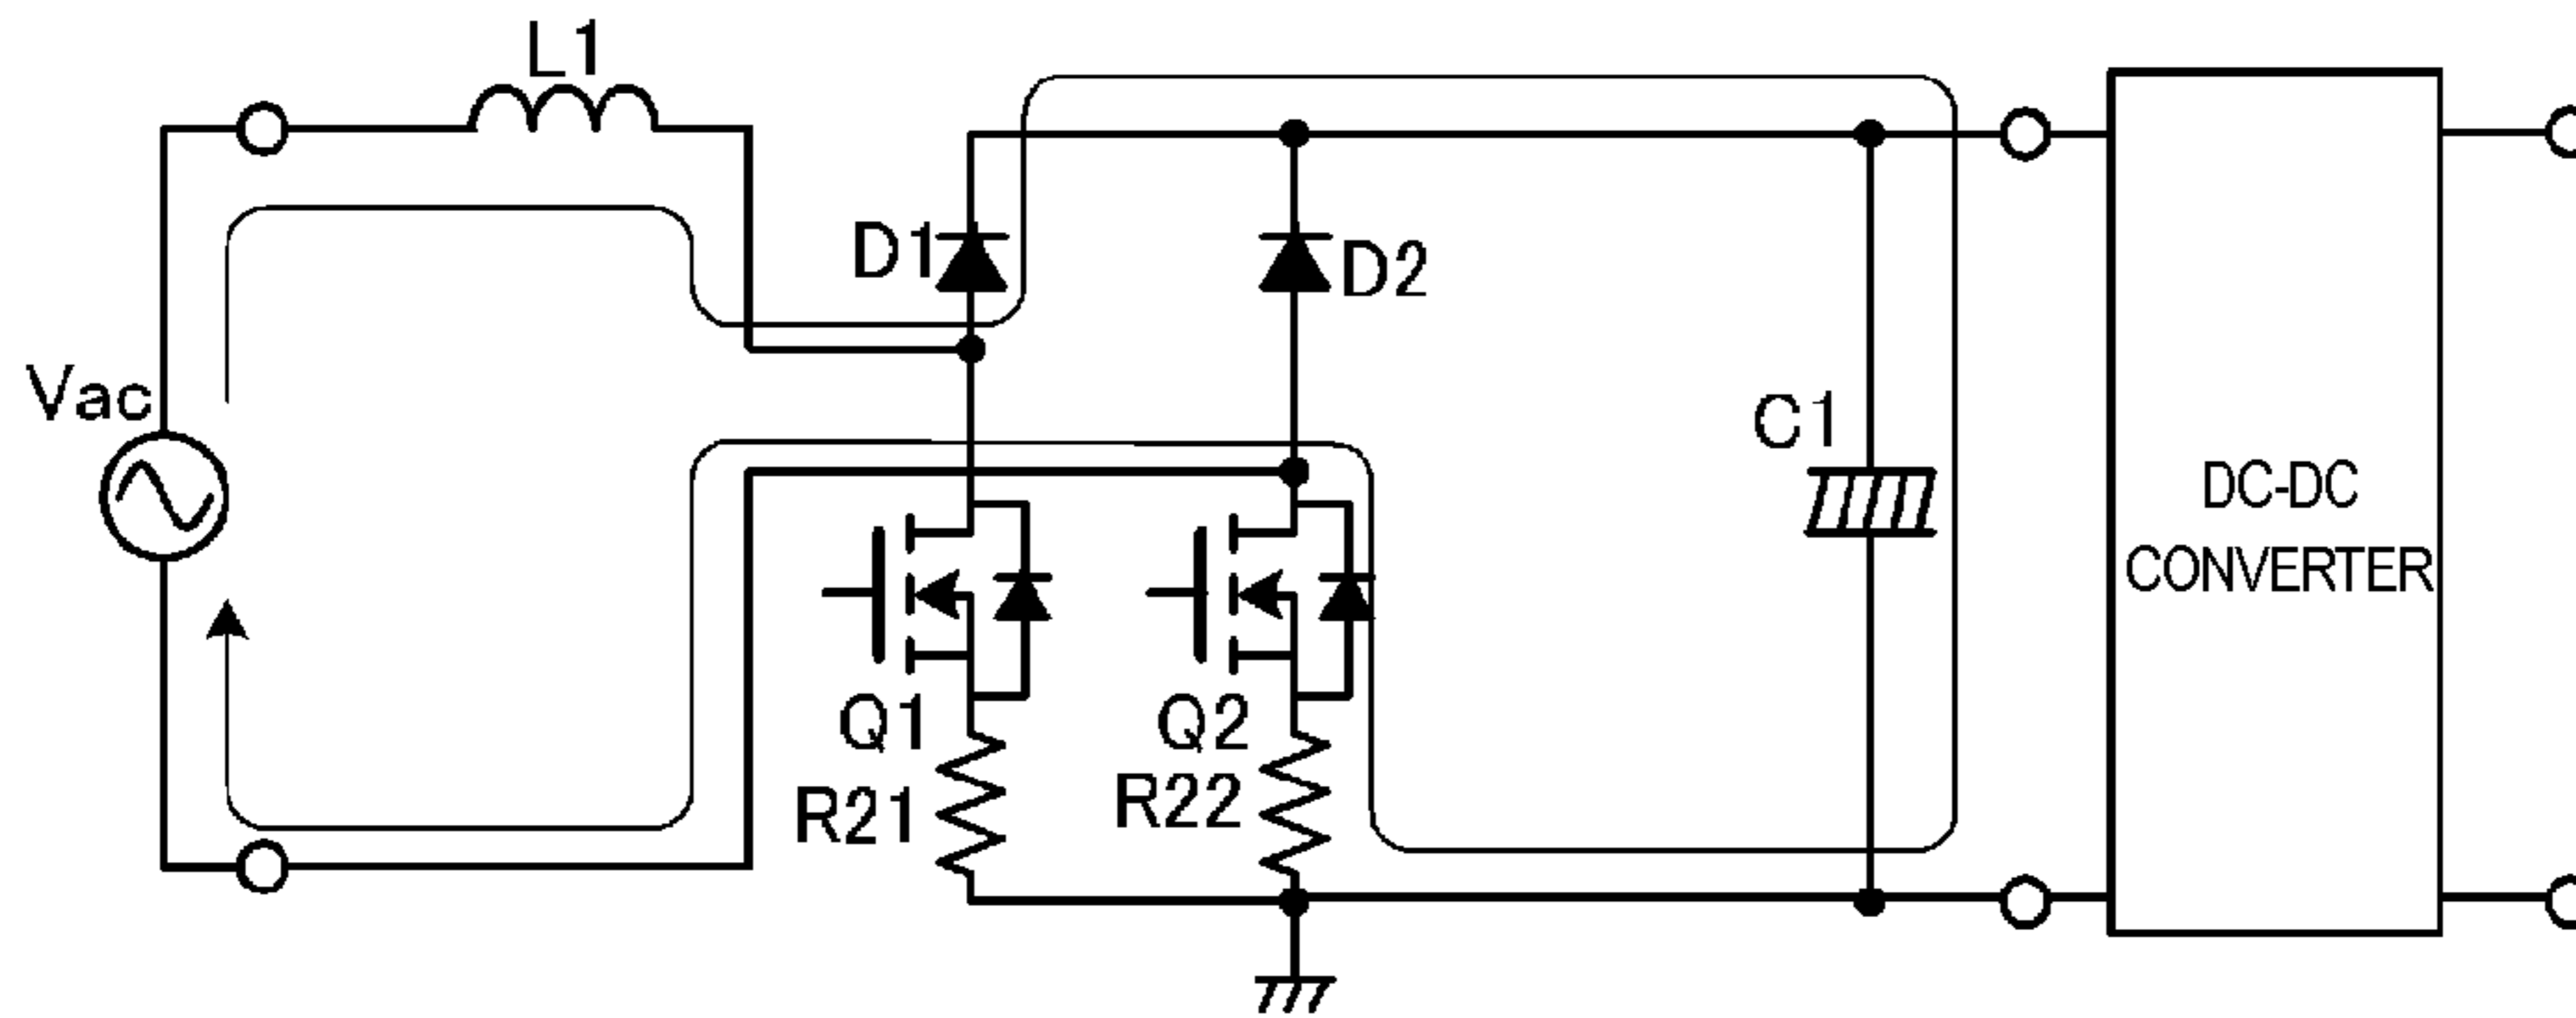 L1
D1
D2
Vac
C1
DC-DC
CONVERTER
Q1
Q2
R21
R22